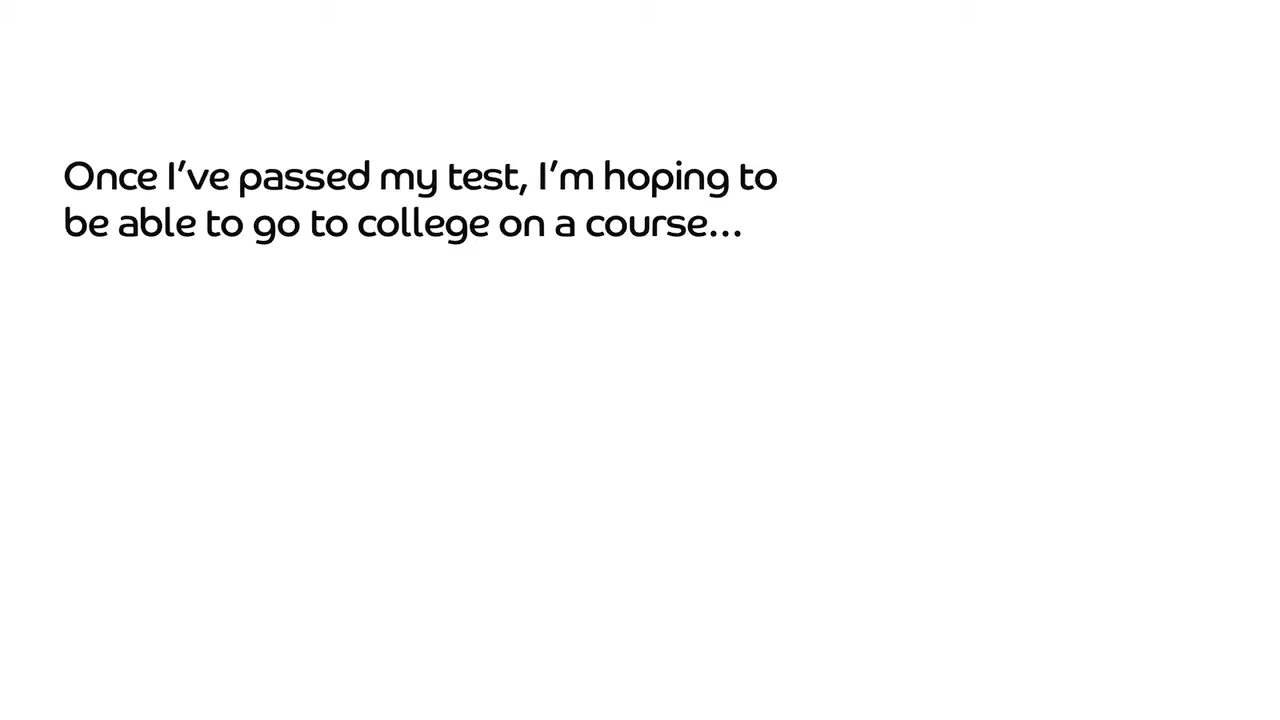 Once I’ve passed my test, I’m hoping to
be able to go to college on a course...